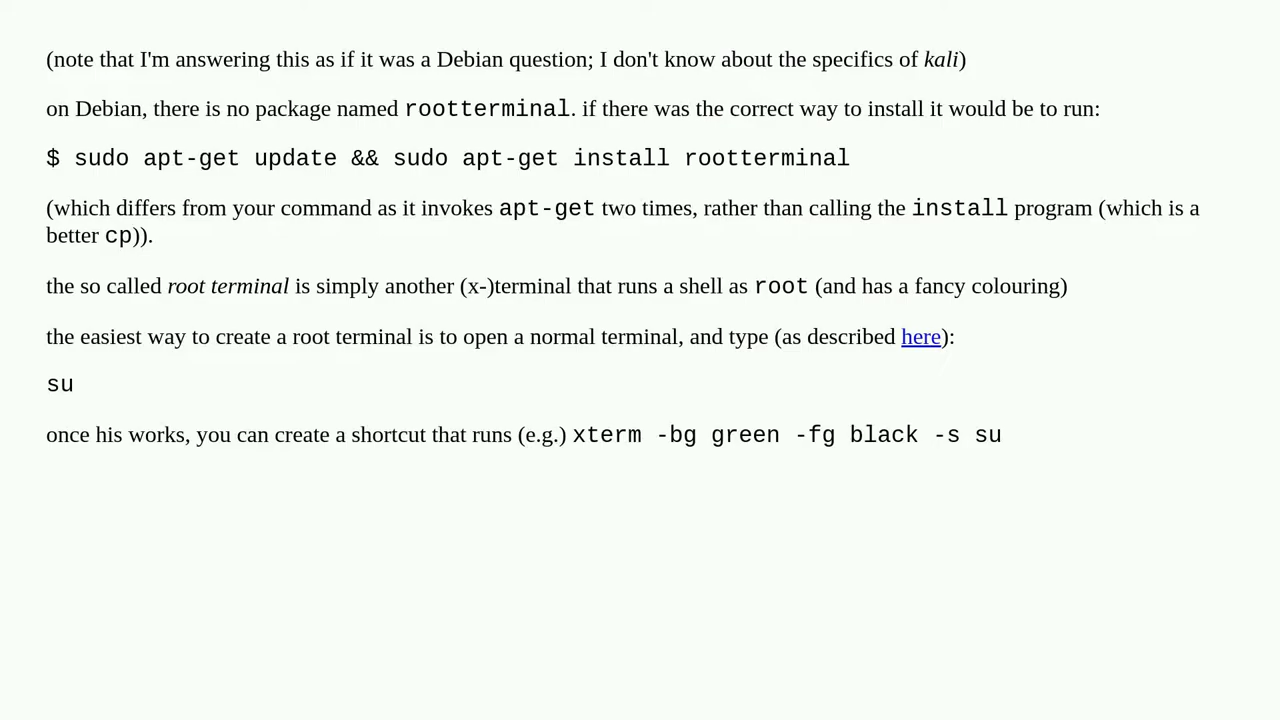 (note that I'm answering this as if it was a Debian question; I don't know about the specifics of kali)
on Debian, there is no package named rootterminal. if there was the correct way to install it would be to run:
$ sudo apt-get update && sudo apt-get install rootterminal
(which differs from your command as it invokes apt-get two times, rather than calling the install program (which is a
better cp)).
the so called root terminal is simply another (x-)terminal that runs a shell as root (and has a fancy colouring)
the easiest way to create a root terminal is to open a normal terminal, and type (as described here):
su
once his works, you can create a shortcut that runs (e.g.) xterm -bg green -fg black -s su